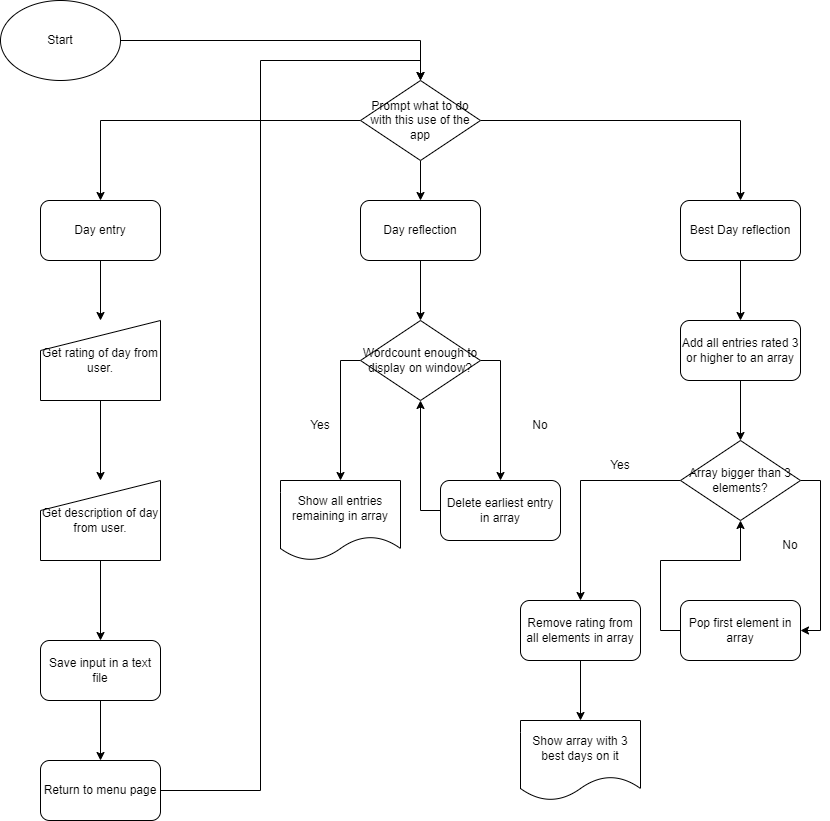 Start
Prompt what to do
with this use of the
app
Day entry
Day reflection
Best Day reflection
Get rating of day from
user.
Wordcount enough to
display on window?
Add all entries rated 3
or higher to an array
Yes
No
Yes
Array bigger than 3
elements?
Get description of day
from user.
Show all entries
remaining in array
Delete earliest entry
in array
No
Save input in a text
file
Remove rating from
all elements in array
Pop first element in
array
Return to menu page
Show array with 3
best days on it